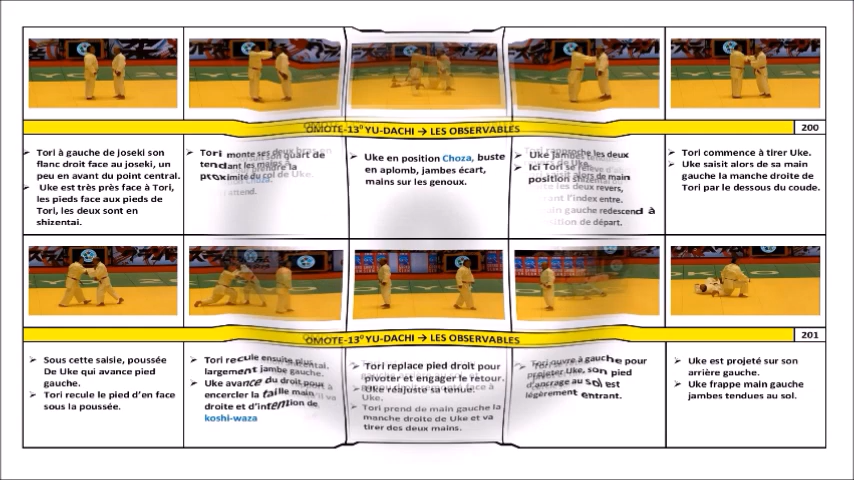 OMOTE-13° YU-DACHI → LES OBSERVABLES
200
➢ Tori à gauche de joseki son
flanc droit face au joseki, un
peu en avant du point central.
➢ Uke est très près face à Tori,
les pieds face aux pieds de
Tori, les deux sont en
shizentai.
➢ Tori monte ses deux bras en
tendant les mains à
proximité du col de Uke.
➢ Uke en position Choza, buste
en aplomb, jambes écart,
mains sur les genoux.
➢ Uke jambes
➢ Ici Tori se relève
position
les deux revers,
l'index entre.
main gauche redescend à
position de départ.
➢ Tori commence à tirer Uke.
➢ Uke saisit alors de sa main
gauche la manche droite de
Tori par le dessous du coude.
OMOTE-13° YU-DACHI → LES OBSERVABLES
201
➢ Sous cette saisie, poussée
De Uke qui avance pied
gauche.
➢ Tori recule le pied d'en face
sous la poussée.
➢ Tori recule ensuite plus
largement jambe gauche.
➢ Uke avance du droit pour
encercler la taille main
droite et d'intention de
koshi-waza
➢ Tori replace pied droit pour
pivoter et engager le retour.
➢ Uke réajuste sa tenue
Uke.
➢ Tori prend de main gauche la
manche droite de Uke et va
tirer des deux mains.
➢ Tori ouvre à gauche pour
projeter Uke, son pied
d'ancrage au sol est
légèrement entrant.
➢ Uke est projeté sur son
arrière gauche.
➢ Uke frappe main gauche
jambes tendues au sol.